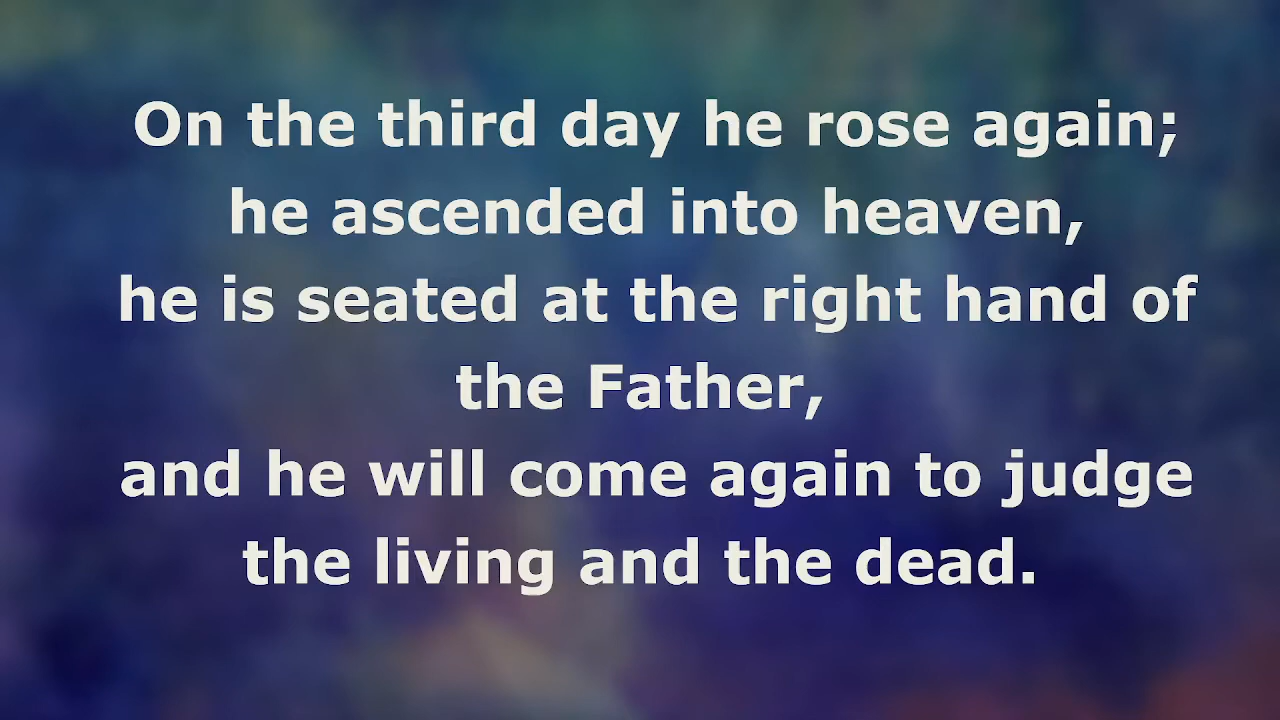 On the third day he rose again;
he ascended into heaven,
he is seated at the right hand of
the Father,
and he will come again to judge
the living and the dead.